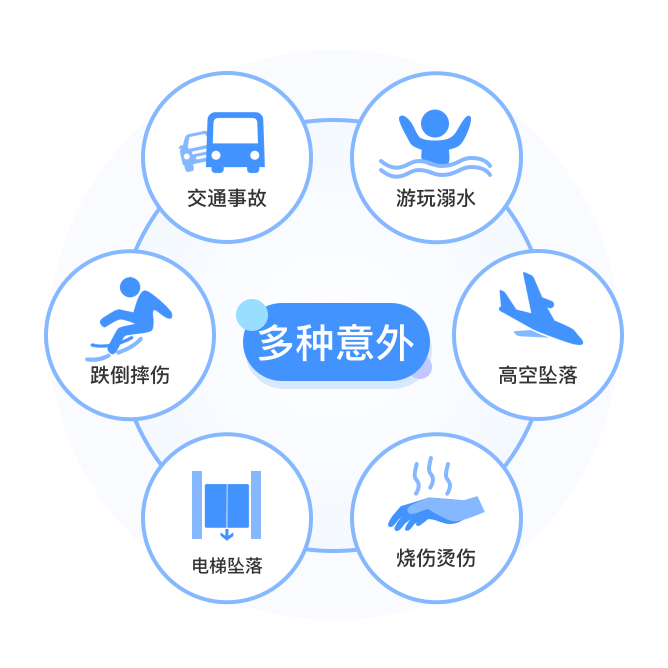 交通事故
游玩溺水
跌倒摔伤
多种意外
高空坠落
电梯坠落
烧伤烫伤